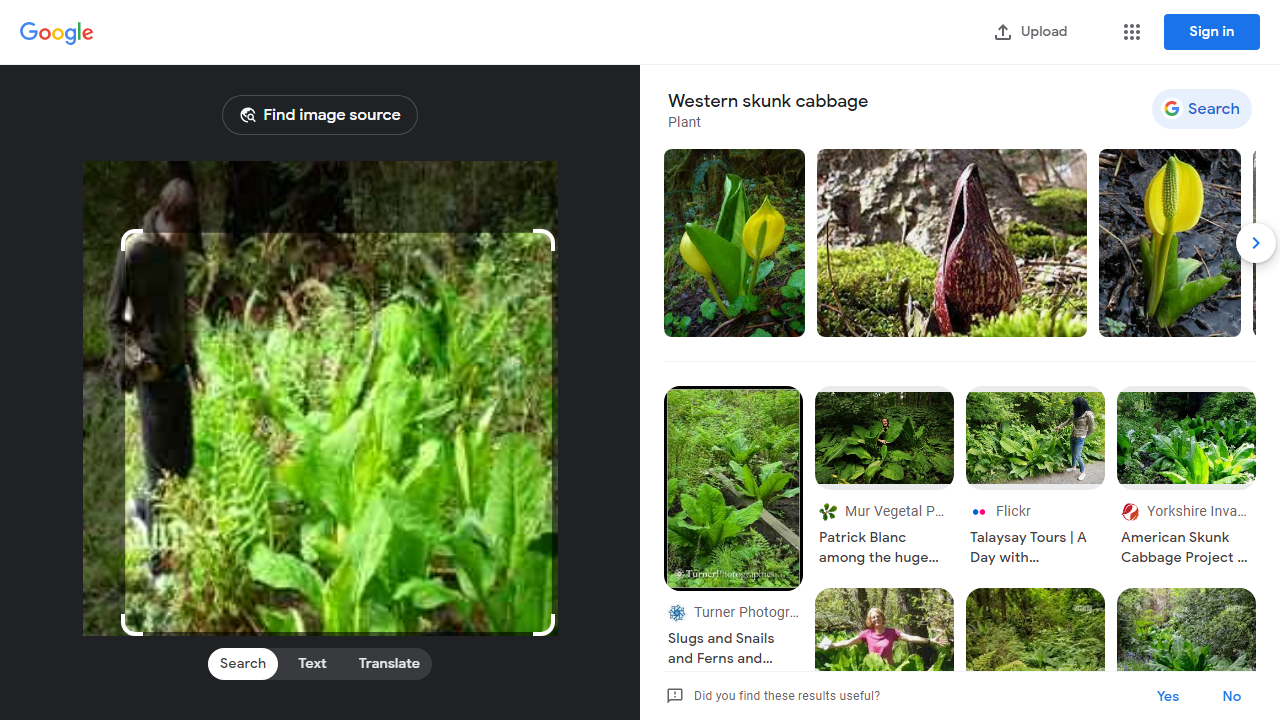 Google
Upload
Sign in
Find image source
Western skunk cabbage
Plant
Search
TurnerPhotographics
Mur Vegetal P...
Flickr
Yorkshire Inva...
Patrick Blanc
among the huge...
Talaysay Tours | A
Day with...
American Skunk
Cabbage Project ...
Turner Photogr...
Slugs and Snails
and Ferns and...
Search
Text
Translate
Did you find these results useful?
Yes
No